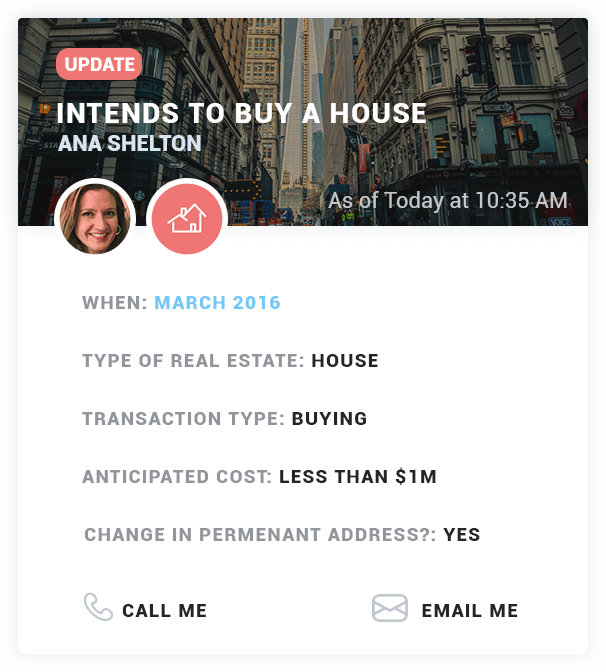 UPDATE
INTENDS TO BUY A HOUSE
ANA SHELTON
As of Today at 10:35 AM
WHEN: MARCH 2016
TYPE OF REAL ESTATE: HOUSE
TRANSACTION TYPE: BUYING
ANTICIPATED COST: LESS THAN $1M
CHANGE IN PERMENANT ADDRESS?: YES
CALL ME
EMAIL ME